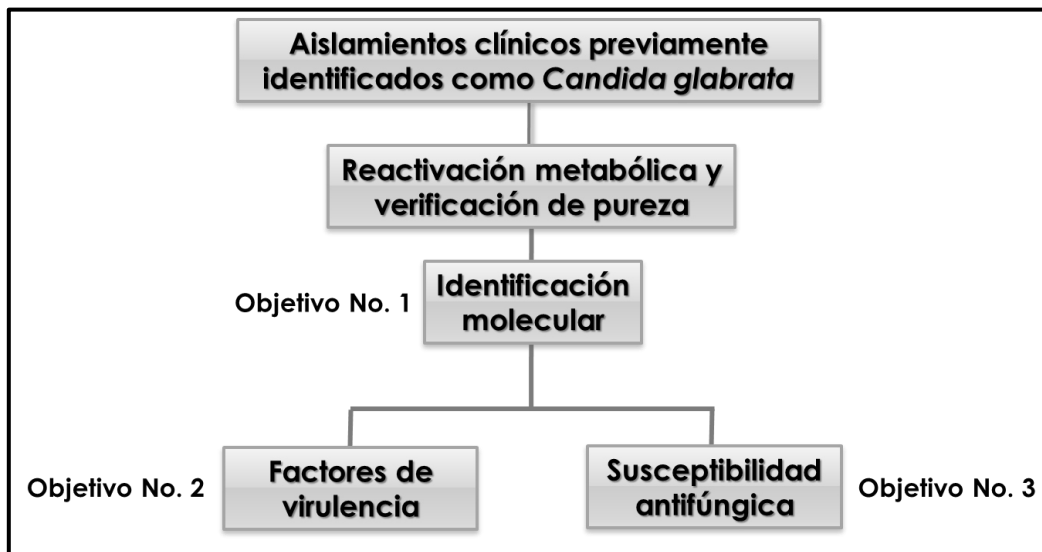 Aislamientos clínicos previamente
identificados como Candida glabrata
Reactivación metabólica y
verificación de pureza
Objetivo No. 1
Identificación
molecular
Objetivo No. 2
Factores de
virulencia
Susceptibilidad
antifúngica
Objetivo No. 3